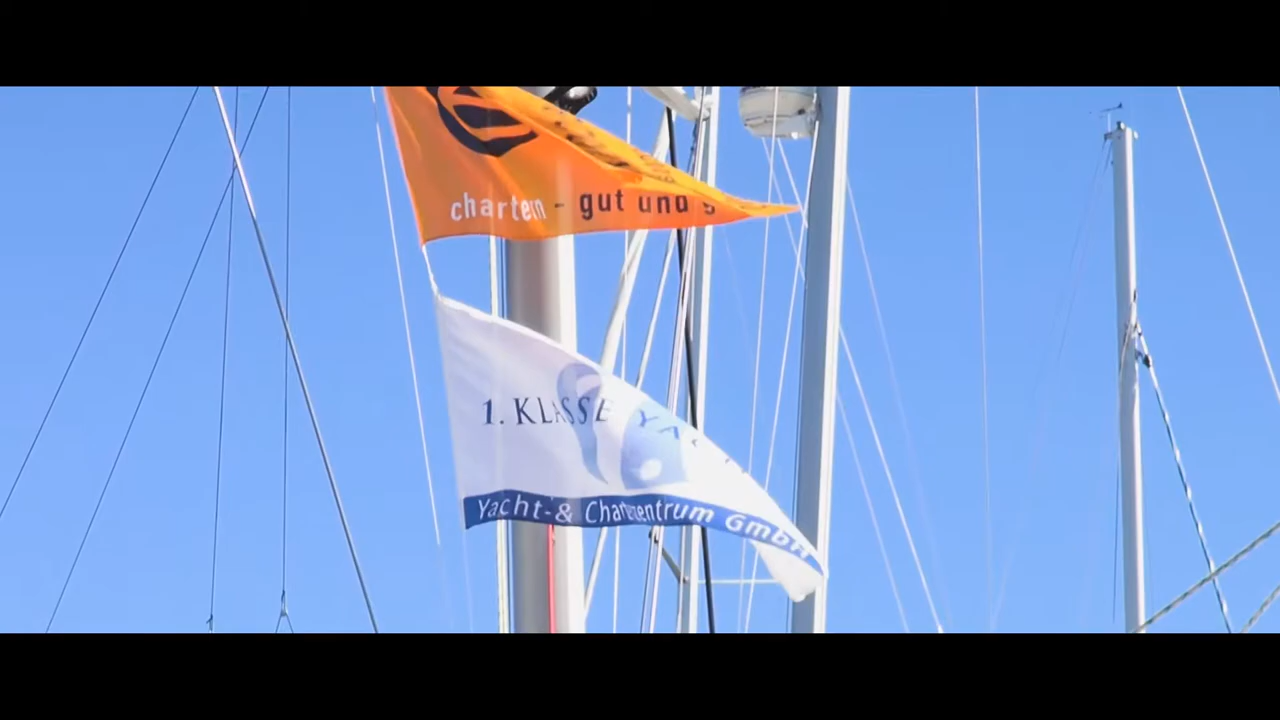 chartern - gut und
1. KLASSE
Yacht- & Charterzentrum GmbH